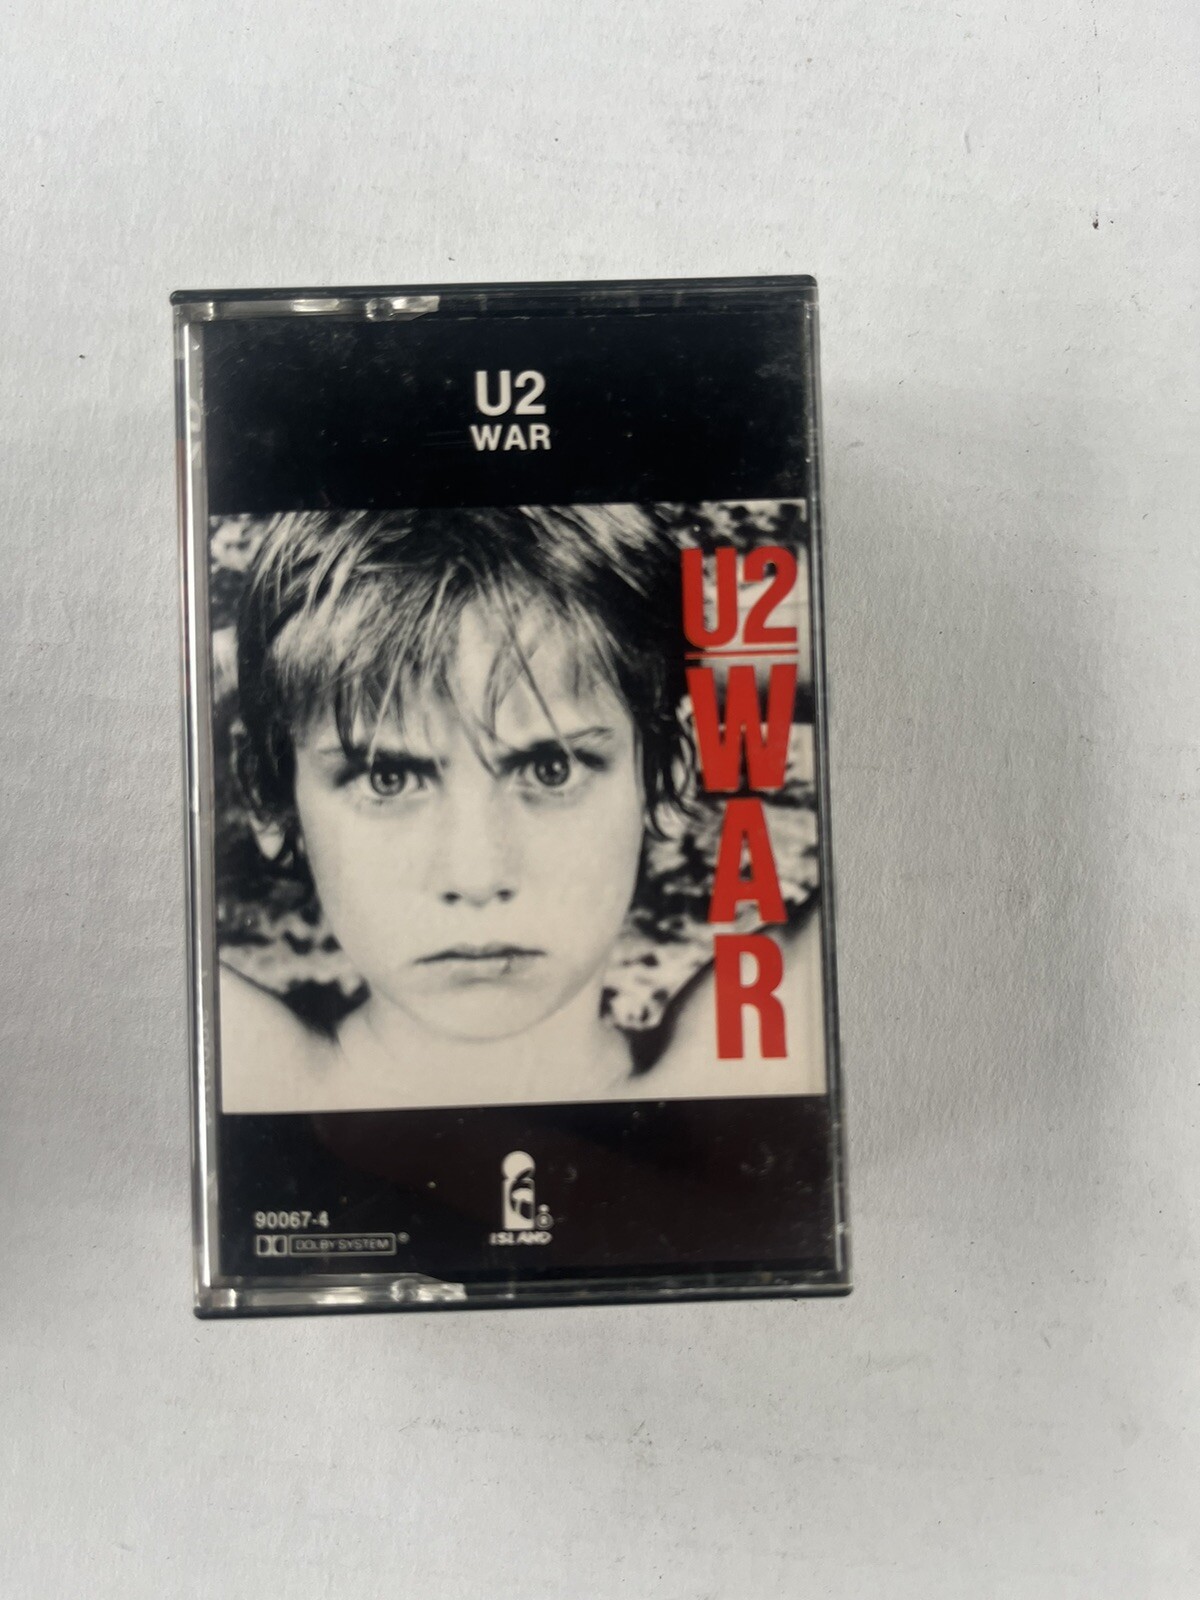 U2
WAR
U2
WAR
90067-4
DOLBY SYSTEM®
ISLAND